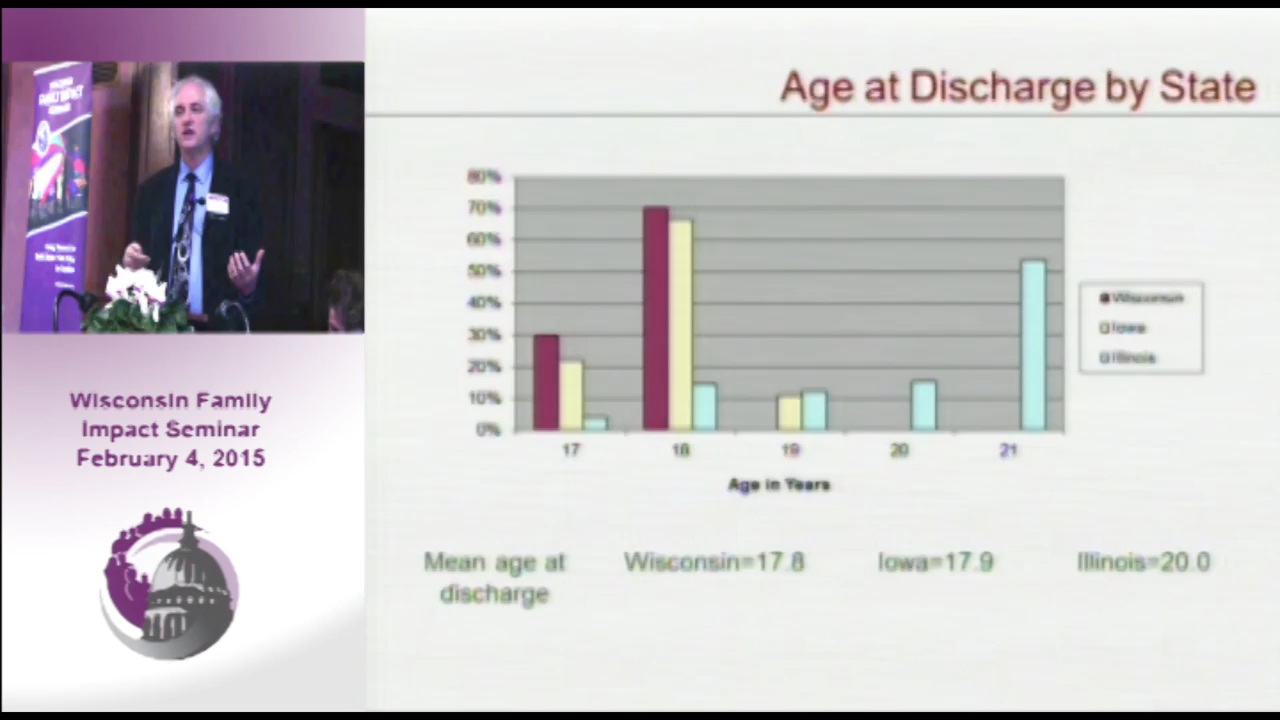 Age at Discharge by State
80%
70%
60%
50%
40%
30%
20%
10%
0%
17 18 19 20 21
Age in Years
Wisconsin
Iowa
Illinois
Mean age at discharge
Wisconsin=17.8
Iowa=17.9
Illinois=20.0
Wisconsin Family
Impact Seminar
February 4, 2015